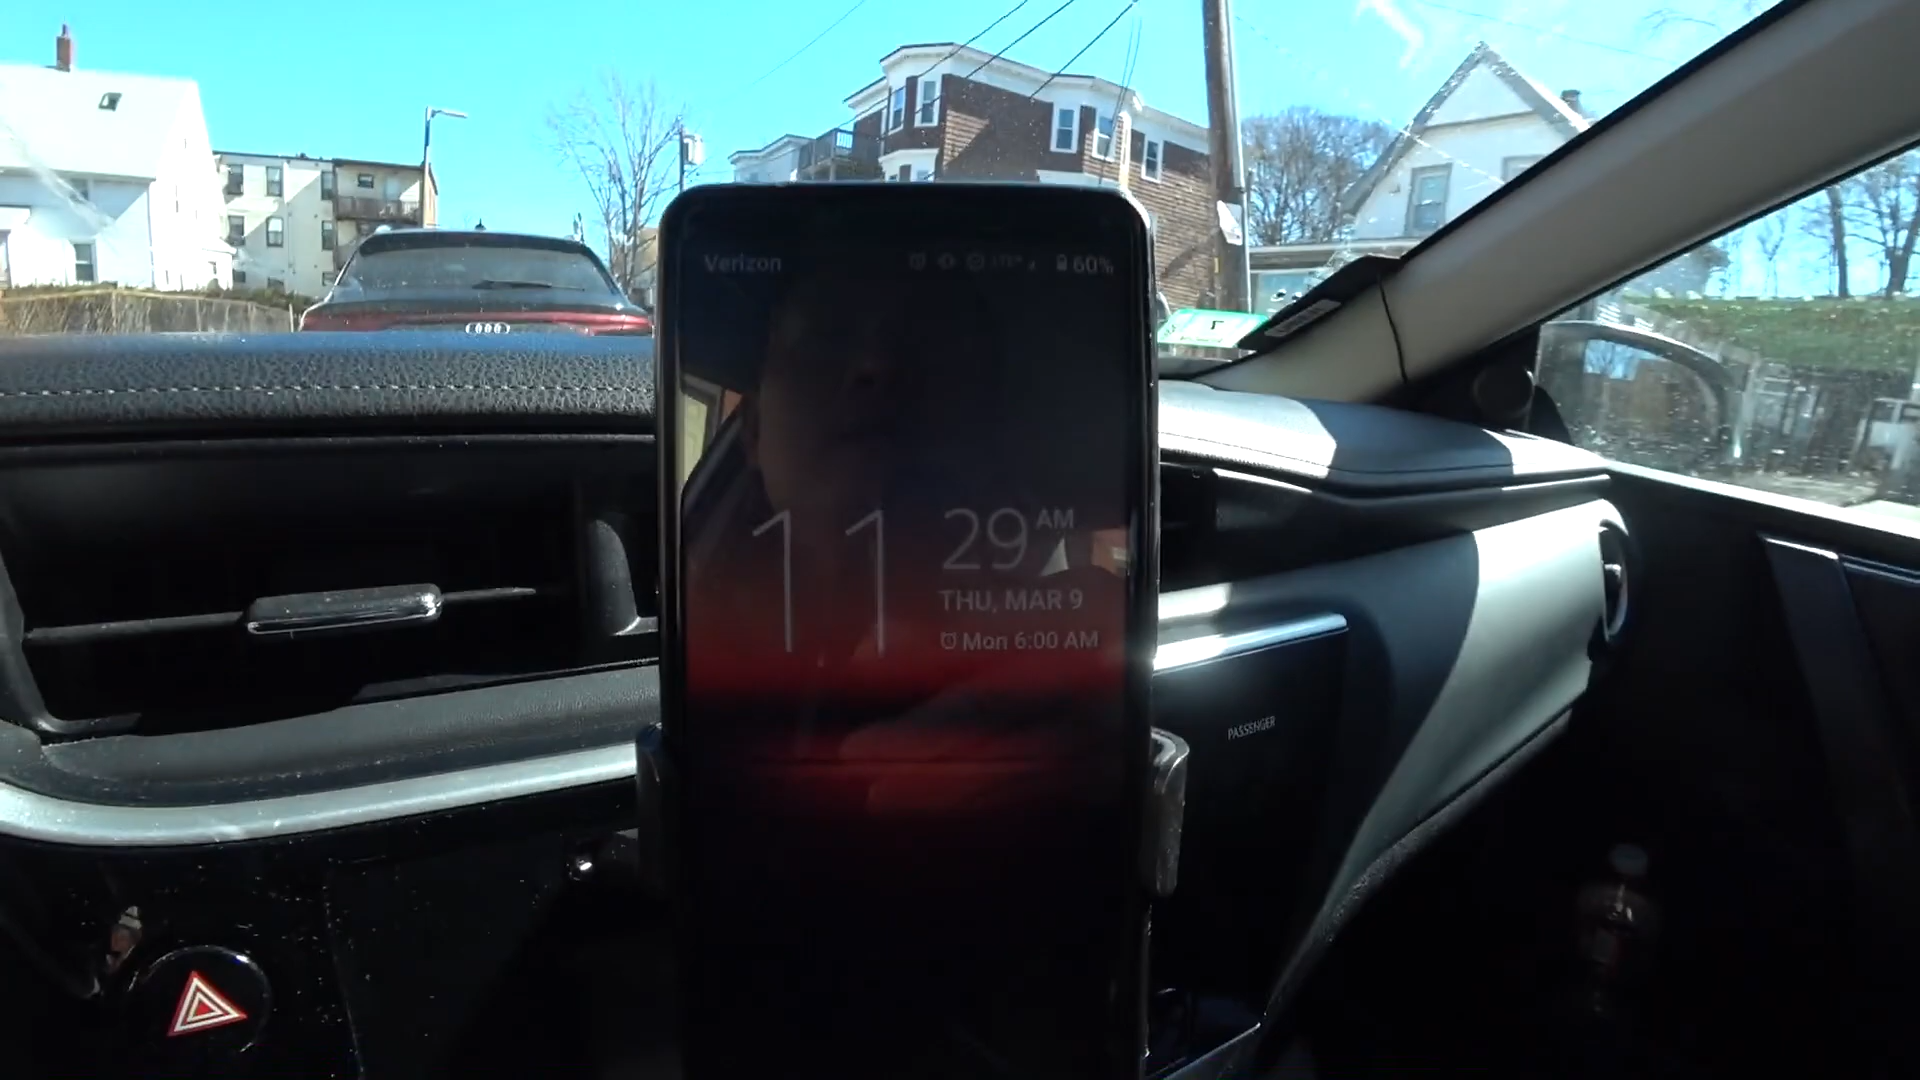 Verizon 60%
11 29 AM
THU, MAR 9
Mon 6:00 AM
PASSENGER